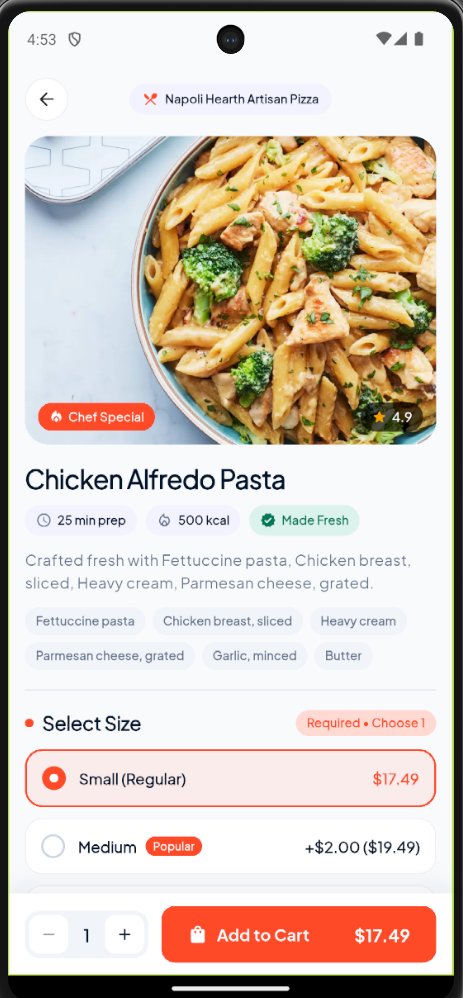 4:53
Napoli Hearth Artisan Pizza
Chef Special
4.9
Chicken Alfredo Pasta
25 min prep
500 kcal
Made Fresh
Crafted fresh with Fettuccine pasta, Chicken breast,
sliced, Heavy cream, Parmesan cheese, grated.
Fettuccine pasta
Chicken breast, sliced
Heavy cream
Parmesan cheese, grated
Garlic, minced
Butter
Select Size
Required • Choose 1
Small (Regular)
$17.49
Medium
Popular
+$2.00 ($19.49)
1
Add to Cart
$17.49